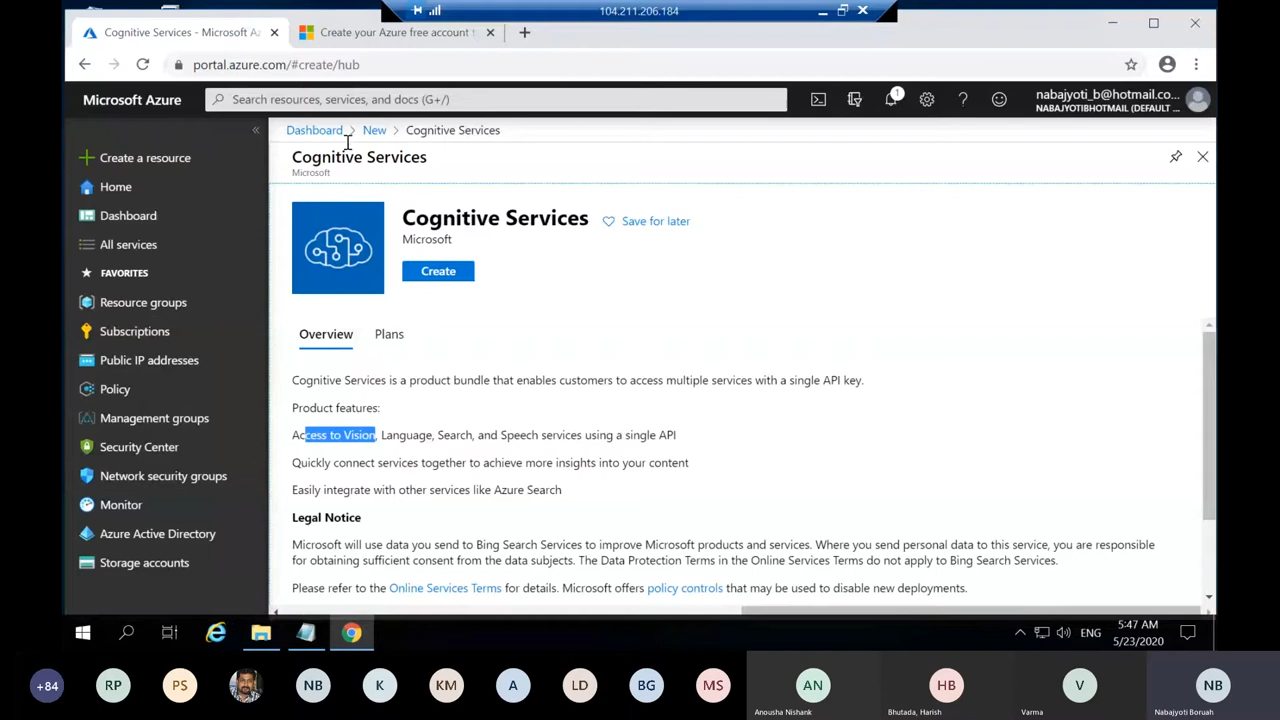 104.211.206.184
Cognitive Services - Microsoft Az
Create your Azure free account t
portal.azure.com/#create/hub
Microsoft Azure
Search resources, services, and docs (G+/)
1
nabajyoti_b@hotmail.co...
NABAJYOTIBHOTMAIL (DEFAULT ...
Dashboard > New > Cognitive Services
Cognitive Services
Microsoft
Create a resource
Home
Dashboard
All services
FAVORITES
Resource groups
Subscriptions
Public IP addresses
Policy
Management groups
Security Center
Network security groups
Monitor
Azure Active Directory
Storage accounts
Cognitive Services
Save for later
Microsoft
Create
Overview
Plans
Cognitive Services is a product bundle that enables customers to access multiple services with a single API key.
Product features:
Access to Vision, Language, Search, and Speech services using a single API
Quickly connect services together to achieve more insights into your content
Easily integrate with other services like Azure Search
Legal Notice
Microsoft will use data you send to Bing Search Services to improve Microsoft products and services. Where you send personal data to this service, you are responsible
for obtaining sufficient consent from the data subjects. The Data Protection Terms in the Online Services Terms do not apply to Bing Search Services.
Please refer to the Online Services Terms for details. Microsoft offers policy controls that may be used to disable new deployments.
ENG
5:47 AM
5/23/2020
+84
RP
PS
NB
K
KM
A
LD
BG
MS
AN
HB
V
NB
Anousha Nishank
Bhutada, Harish
Varma
Nabajyoti Boruah